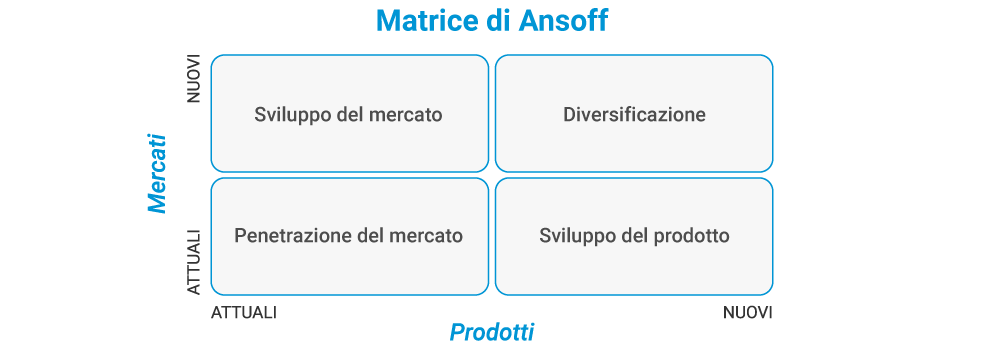 Matrice di Ansoff
NUOVI
Sviluppo del mercato
Diversificazione
Mercati
ATTUALI
Penetrazione del mercato
Sviluppo del prodotto
ATTUALI
NUOVI
Prodotti